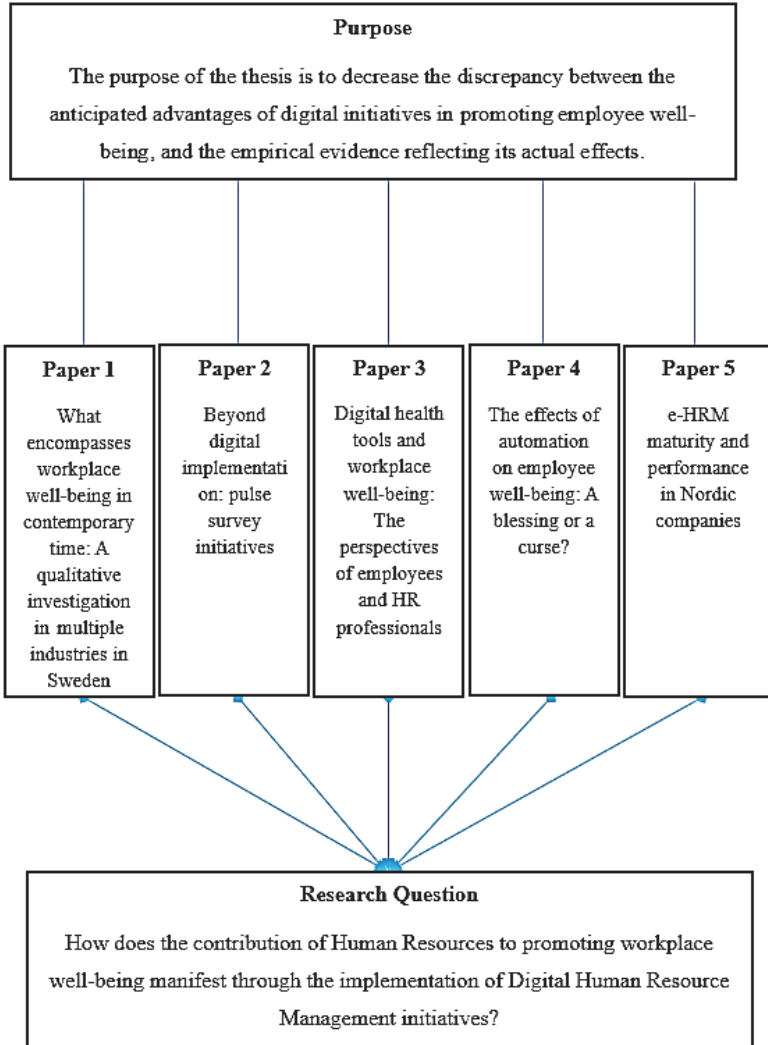 Purpose
The purpose of the thesis is to decrease the discrepancy between the
anticipated advantages of digital initiatives in promoting employee well-
being, and the empirical evidence reflecting its actual effects.
Paper 1
What
encompasses
workplace
well-being in
contemporary
time: A
qualitative
investigation
in multiple
industries in
Sweden
Paper 2
Beyond
digital
implementati
on: pulse
survey
initiatives
Paper 3
Digital health
tools and
workplace
well-being:
The
perspectives
of employees
and HR
professionals
Paper 4
The effects of
automation
on employee
well-being: A
blessing or a
curse?
Paper 5
e-HRM
maturity and
performance
in Nordic
companies
Research Question
How does the contribution of Human Resources to promoting workplace
well-being manifest through the implementation of Digital Human Resource
Management initiatives?